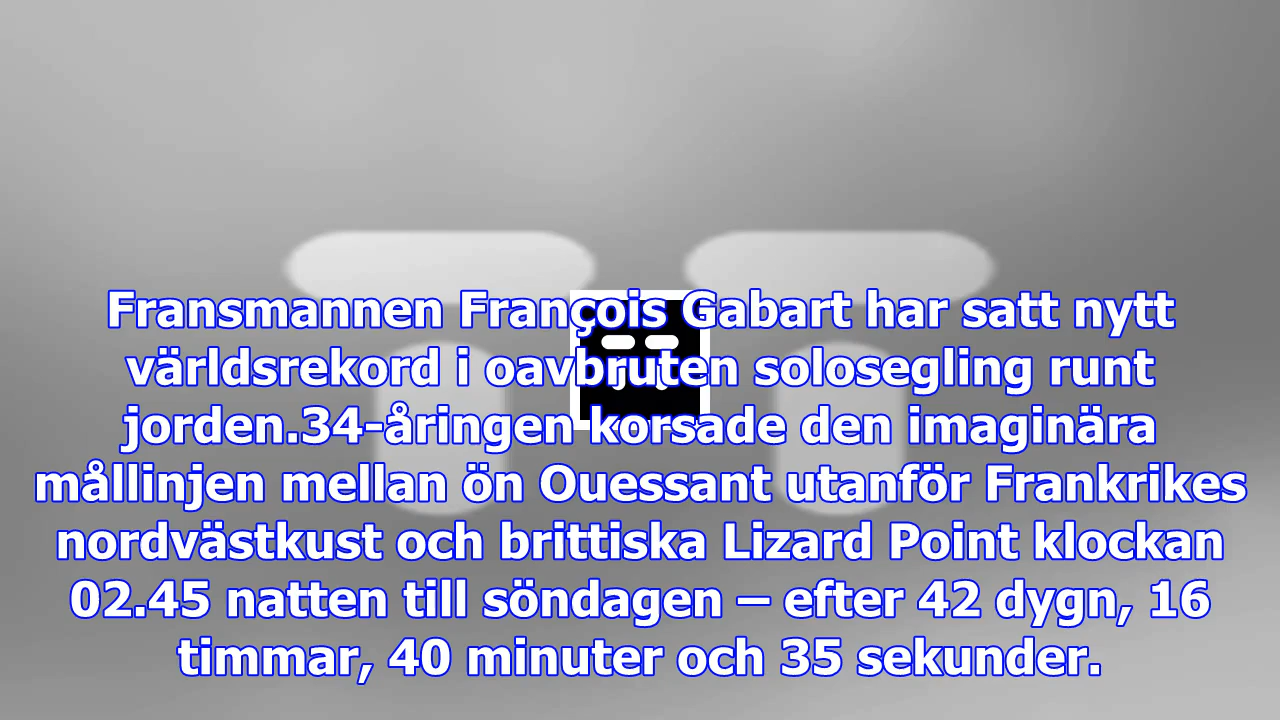 Fransmannen François Gabart har satt nytt
världsrekord i oavbruten solosegling runt
jorden.34-åringen korsade den imaginära
mållinjen mellan ön Ouessant utanför Frankrikes
nordvästkust och brittiska Lizard Point klockan
02.45 natten till söndagen – efter 42 dygn, 16
timmar, 40 minuter och 35 sekunder.